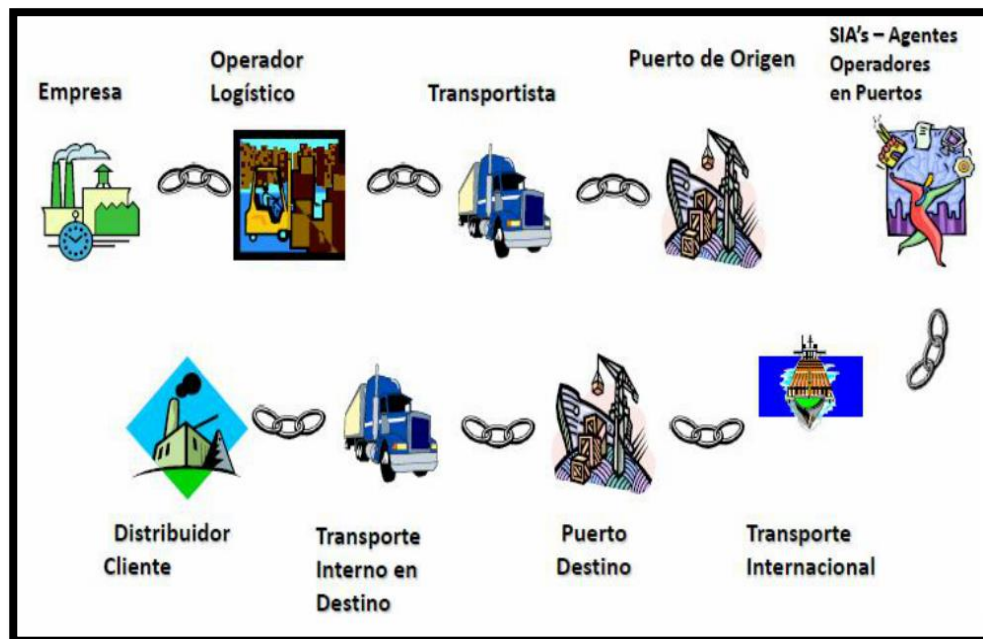 Empresa
Operador
Logístico
Transportista
Puerto de Origen
SIA's – Agentes
Operadores
en Puertos
Distribuidor
Cliente
Transporte
Interno en
Destino
Puerto
Destino
Transporte
Internacional